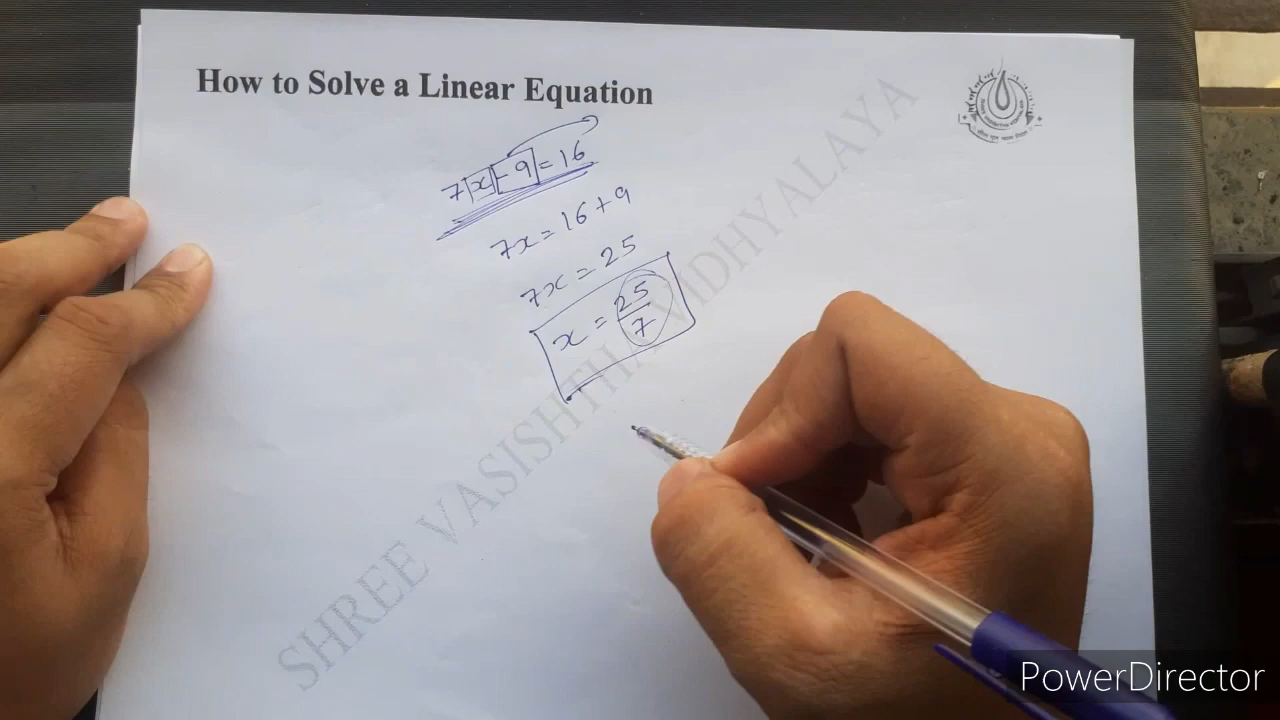 How to Solve a Linear Equation
7x - 9 = 16
7x = 16 + 9
7x = 25
x = 25/7
SHREE VASISHTHA VIDHYALAYA
PowerDirector